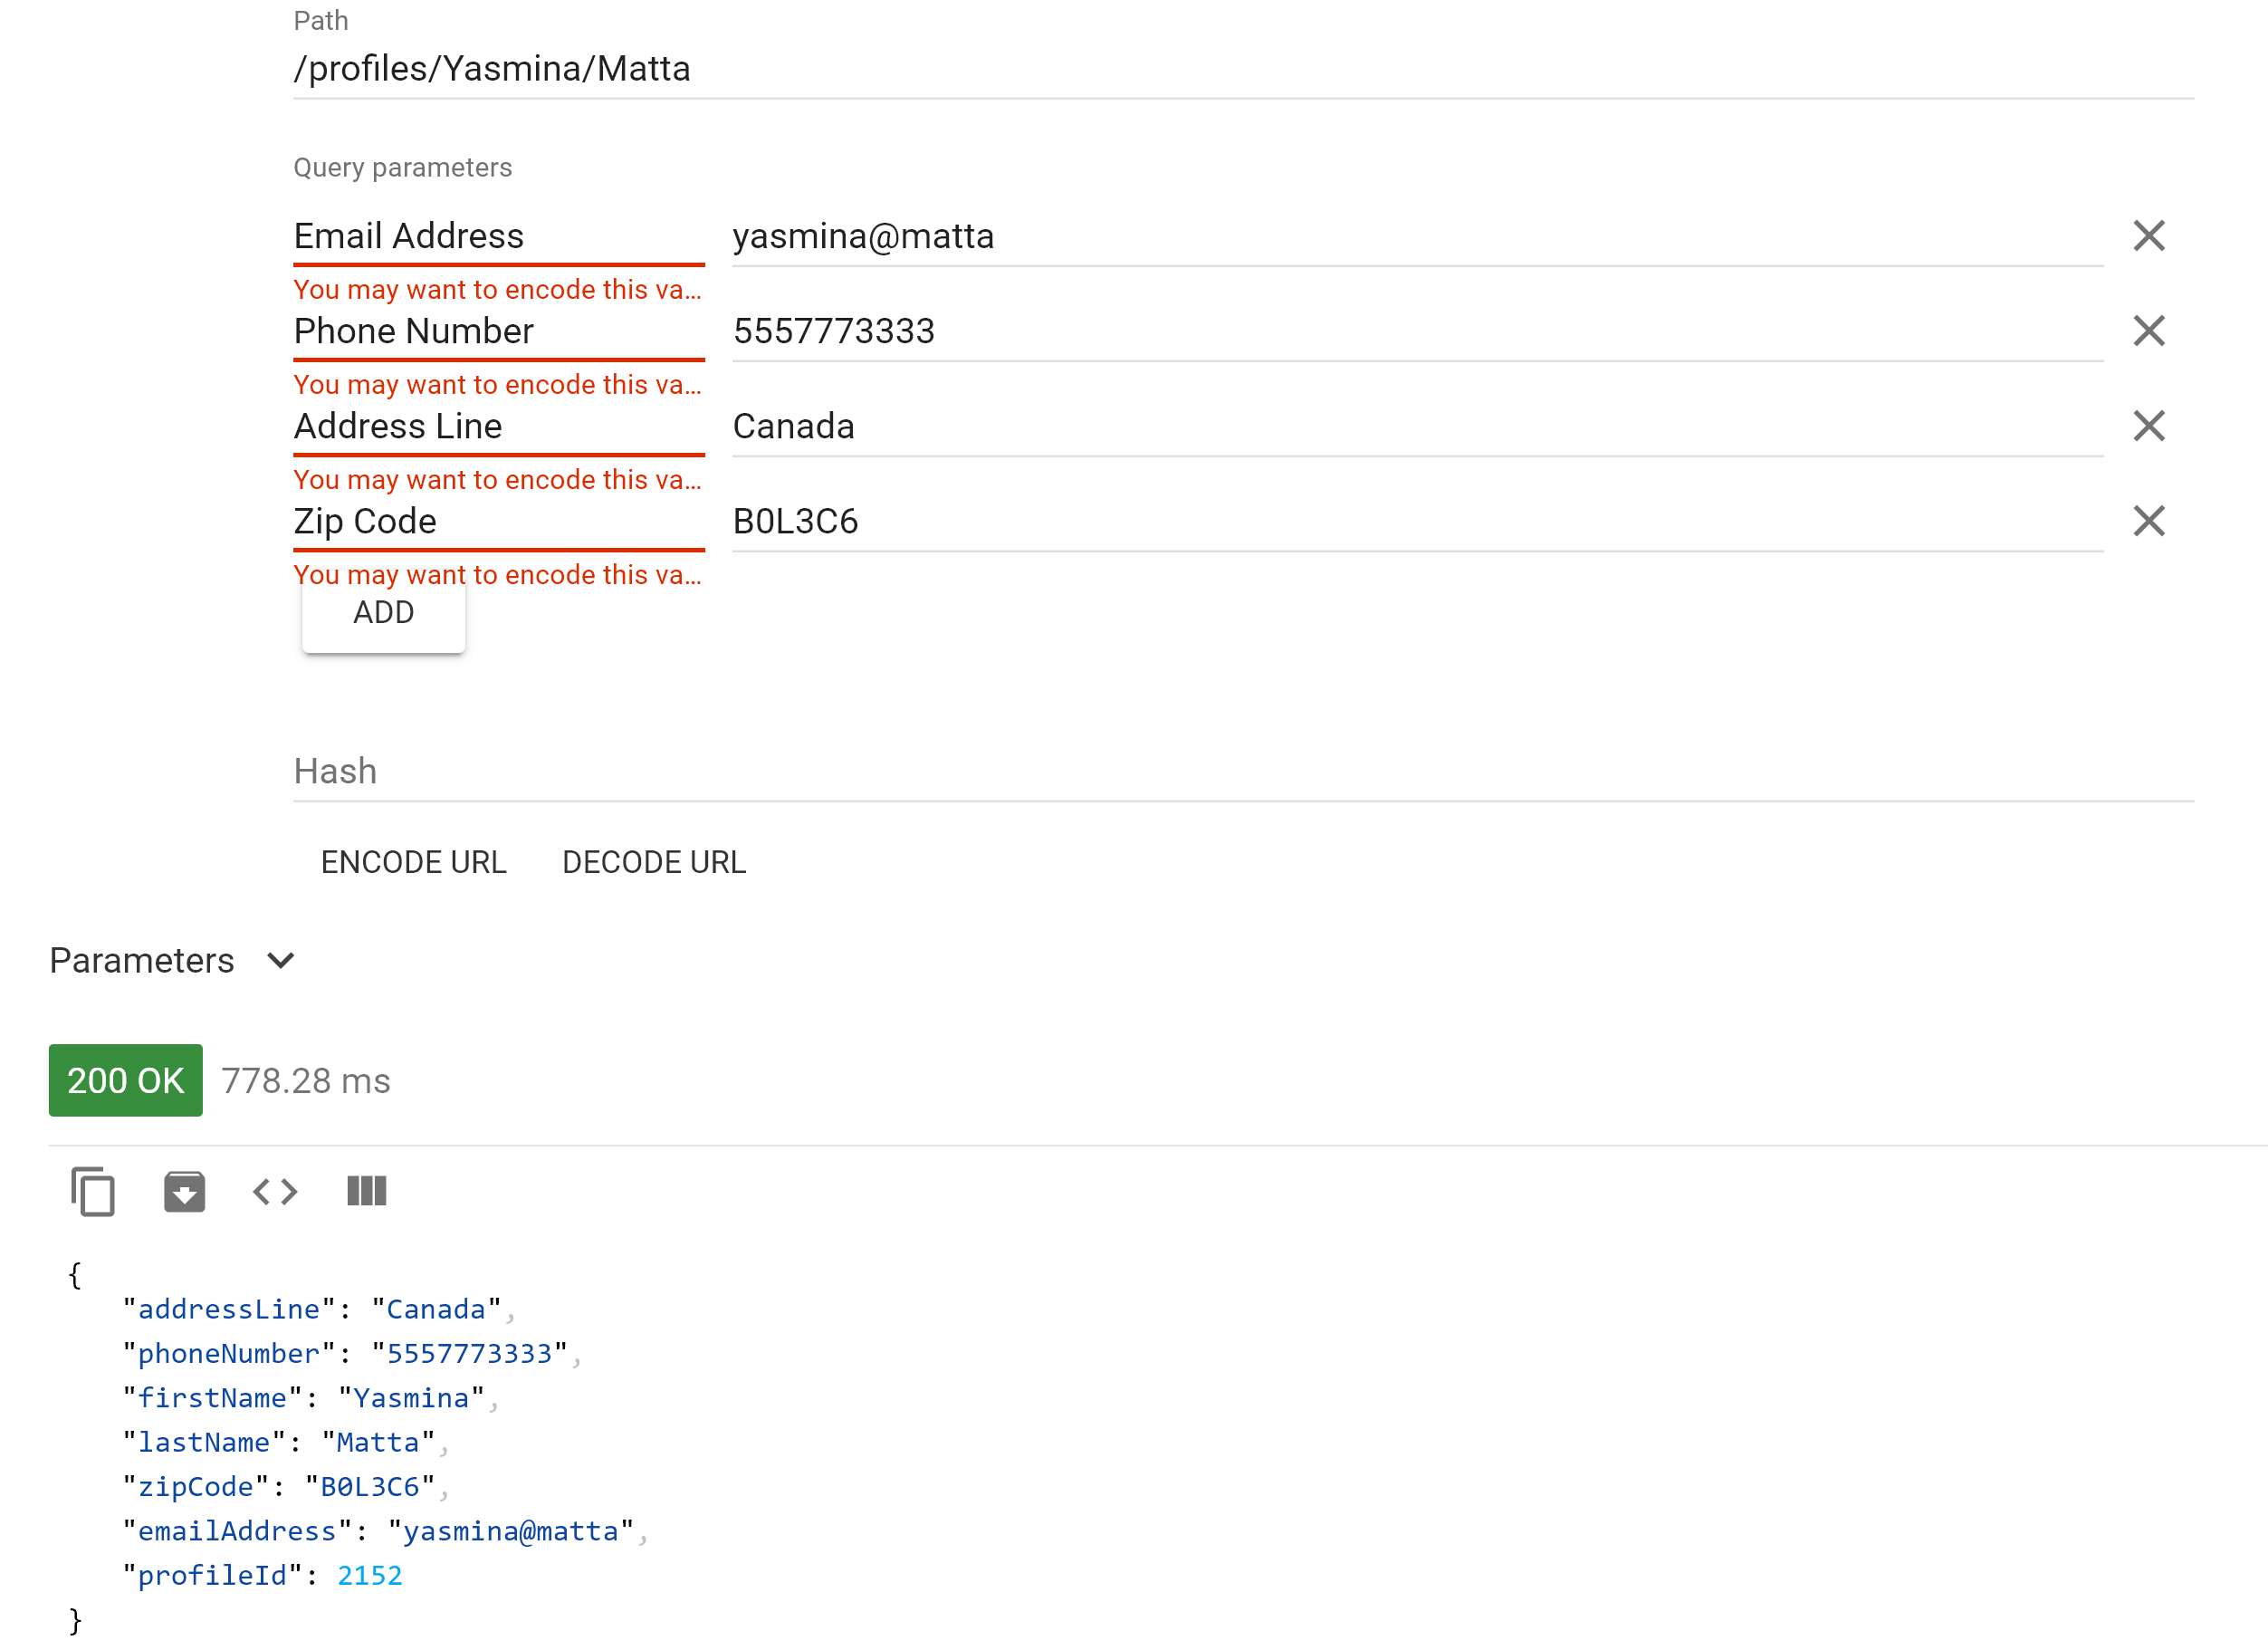 Path
/profiles/Yasmina/Matta
Query parameters
Email Address yasmina@matta
You may want to encode this va...
Phone Number 5557773333
You may want to encode this va...
Address Line Canada
You may want to encode this va...
Zip Code B0L3C6
You may want to encode this va...
ADD
Hash
ENCODE URL DECODE URL
Parameters
200 OK 778.28 ms
{
"addressLine": "Canada",
"phoneNumber": "5557773333",
"firstName": "Yasmina",
"lastName": "Matta",
"zipCode": "B0L3C6",
"emailAddress": "yasmina@matta",
"profileId": 2152
}